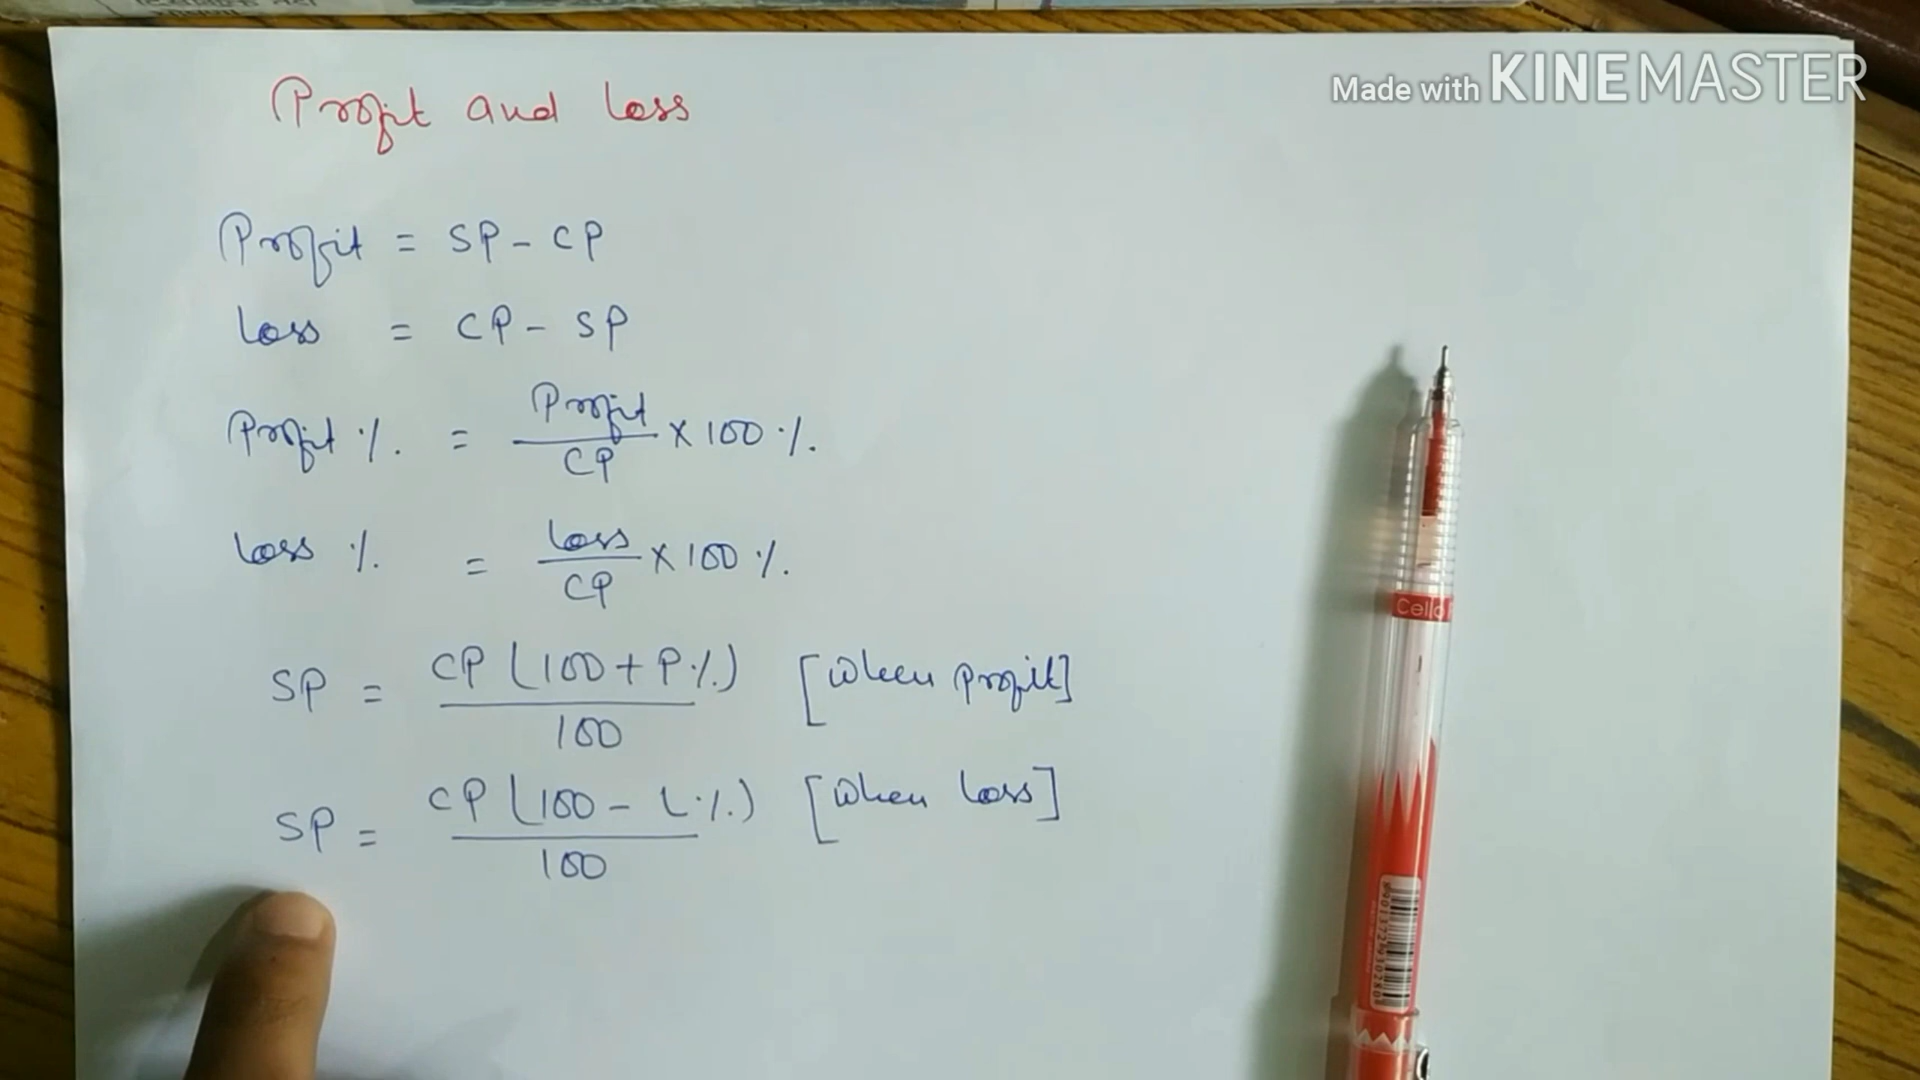 Made with KINEMASTER
Profit and loss
Profit = SP - CP
loss = CP - SP
Profit %. = Profit/CP × 100 %.
loss %. = loss/CP × 100 %.
SP = CP (100 + P%.)/100 [When profit]
SP = CP (100 - L%.)/100 [When loss]
Cello